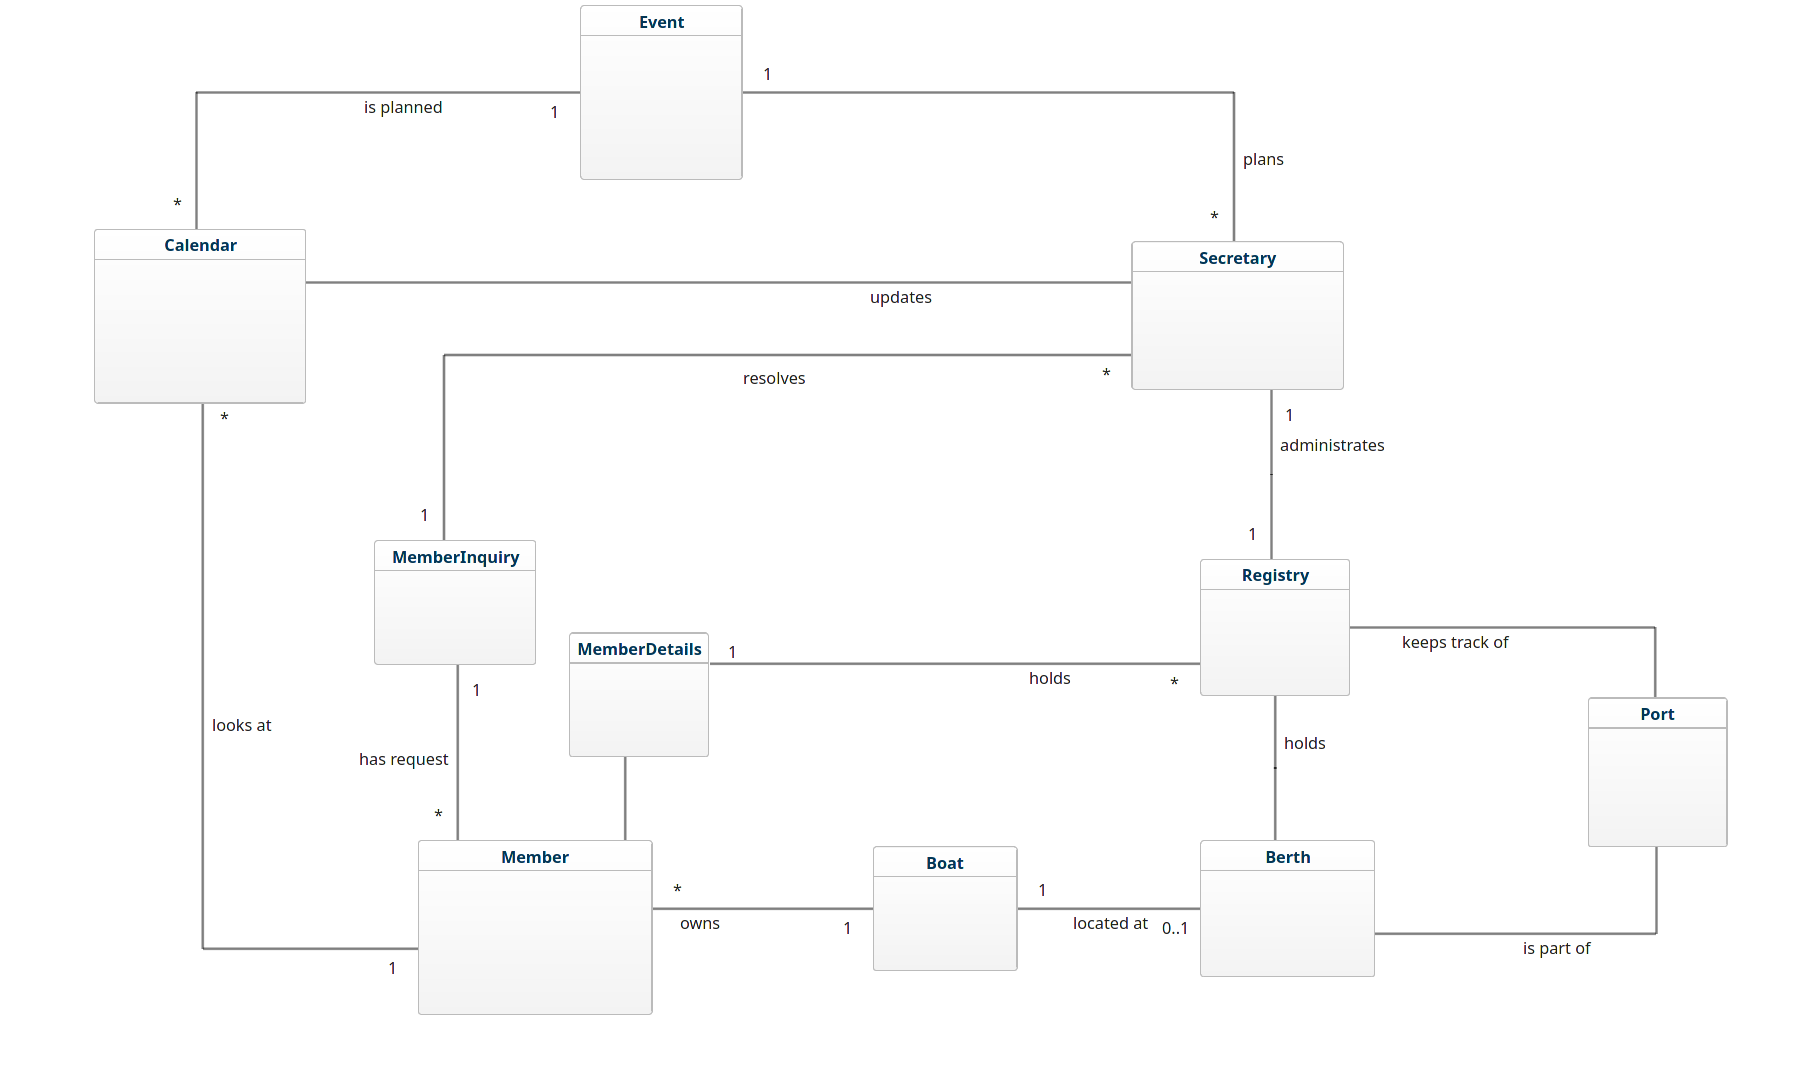 Event
1
is planned
1
plans
*
*
Calendar
Secretary
updates
resolves
*
*
1
administrates
1
1
MemberInquiry
Registry
MemberDetails
1
keeps track of
holds
*
1
Port
looks at
holds
has request
*
Member
Boat
Berth
*
1
owns
1
located at
0..1
is part of
1